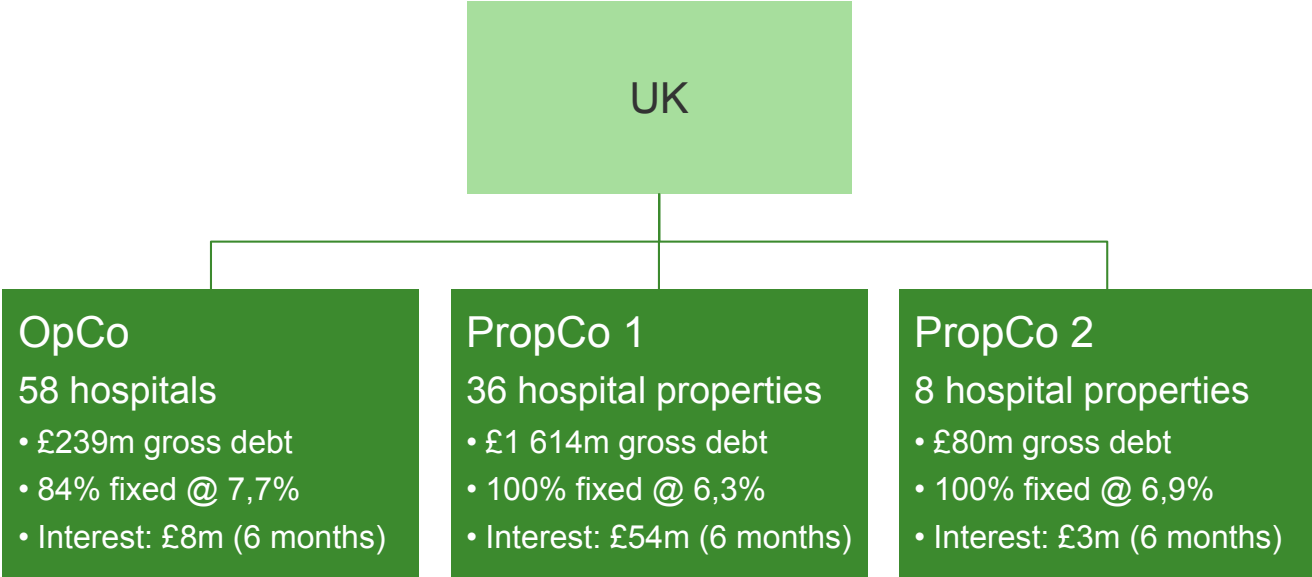 UK
OpCo
58 hospitals
• £239m gross debt
• 84% fixed @ 7,7%
• Interest: £8m (6 months)
PropCo 1
36 hospital properties
• £1 614m gross debt
• 100% fixed @ 6,3%
• Interest: £54m (6 months)
PropCo 2
8 hospital properties
• £80m gross debt
• 100% fixed @ 6,9%
• Interest: £3m (6 months)